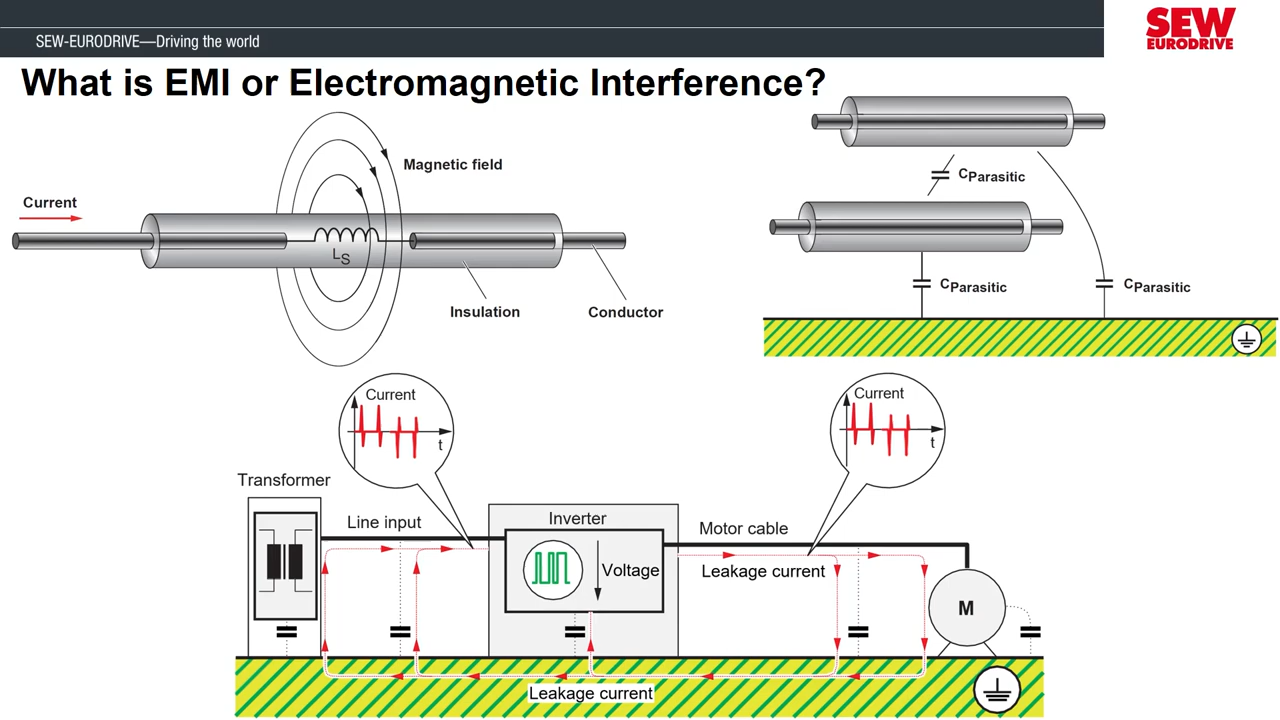 SEW-EURODRIVE—Driving the world
SEW
EURODRIVE
What is EMI or Electromagnetic Interference?
Magnetic field
Current
LS
Insulation
Conductor
CParasitic
CParasitic
CParasitic
Current
t
Current
t
Transformer
Line input
Inverter
Voltage
Motor cable
Leakage current
M
Leakage current